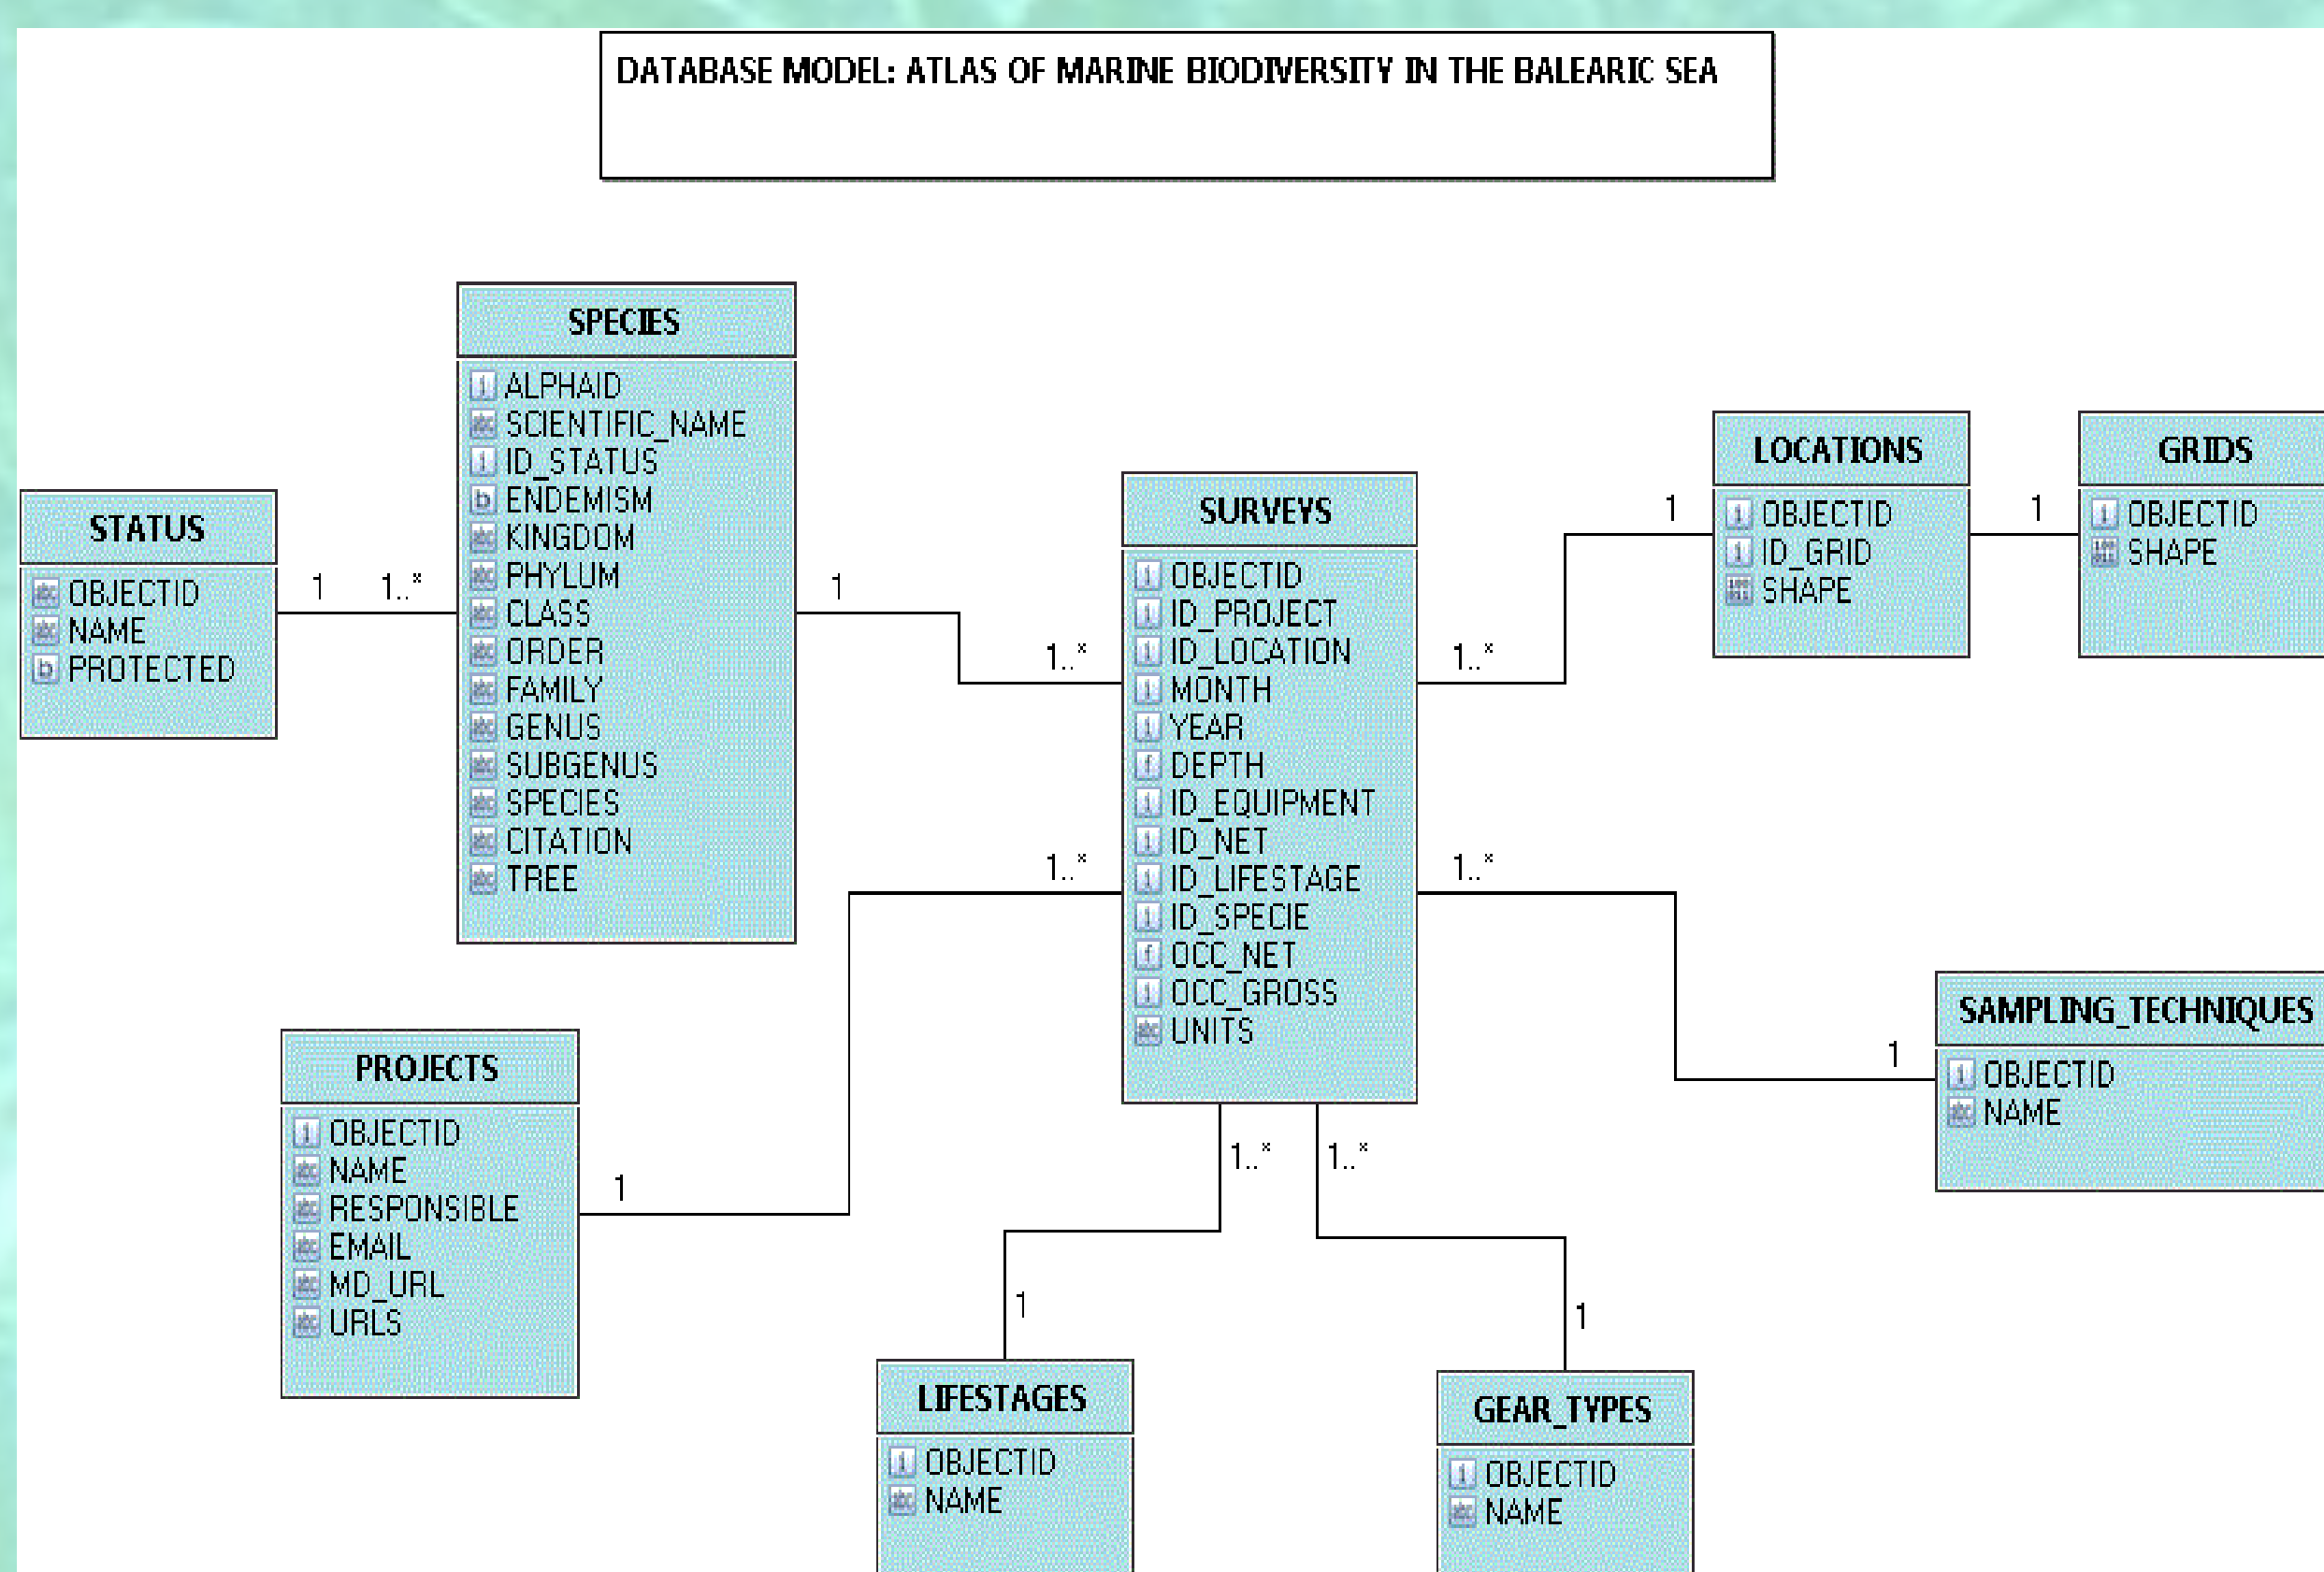 DATABASE MODEL: ATLAS OF MARINE BIODIVERSITY IN THE BALEARIC SEA
STATUS
OBJECTID
NAME
PROTECTED
1
1..*
SPECIES
ALPHAID
SCIENTIFIC_NAME
ID_STATUS
ENDEMISM
KINGDOM
PHYLUM
CLASS
ORDER
FAMILY
GENUS
SUBGENUS
SPECIES
CITATION
TREE
1
1..*
SURVEYS
OBJECTID
ID_PROJECT
ID_LOCATION
MONTH
YEAR
DEPTH
ID_EQUIPMENT
ID_NET
ID_LIFESTAGE
ID_SPECIE
OCC_NET
OCC_GROSS
UNITS
1..*
1
LOCATIONS
OBJECTID
ID_GRID
SHAPE
1
GRIDS
OBJECTID
SHAPE
1..*
1
SAMPLING_TECHNIQUES
OBJECTID
NAME
1..*
1
PROJECTS
OBJECTID
NAME
RESPONSIBLE
EMAIL
MD_URL
URLS
1..*
1
LIFESTAGES
OBJECTID
NAME
1..*
1
GEAR_TYPES
OBJECTID
NAME